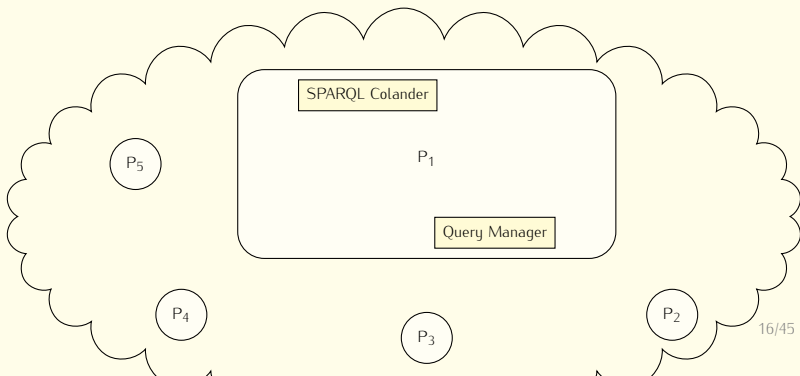 SPARQL Colander
P₁
P₅
Query Manager
P₄
P₂
P₃
16/45